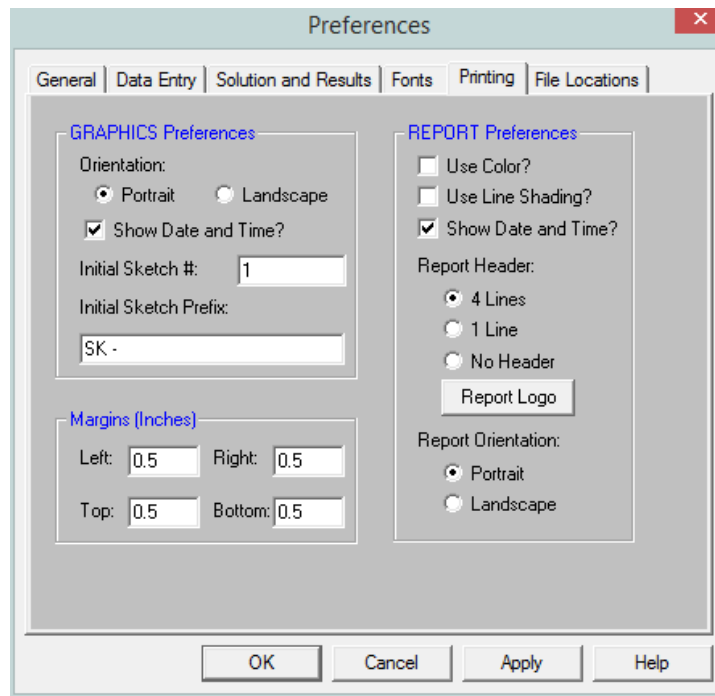 Preferences
General
Data Entry
Solution and Results
Fonts
Printing
File Locations
GRAPHICS Preferences
Orientation:
Portrait
Landscape
Show Date and Time?
Initial Sketch #:
1
Initial Sketch Prefix:
SK -
Margins (Inches)
Left: 0.5 Right: 0.5
Top: 0.5 Bottom: 0.5
REPORT Preferences
Use Color?
Use Line Shading?
Show Date and Time?
Report Header:
4 Lines
1 Line
No Header
Report Logo
Report Orientation:
Portrait
Landscape
OK
Cancel
Apply
Help